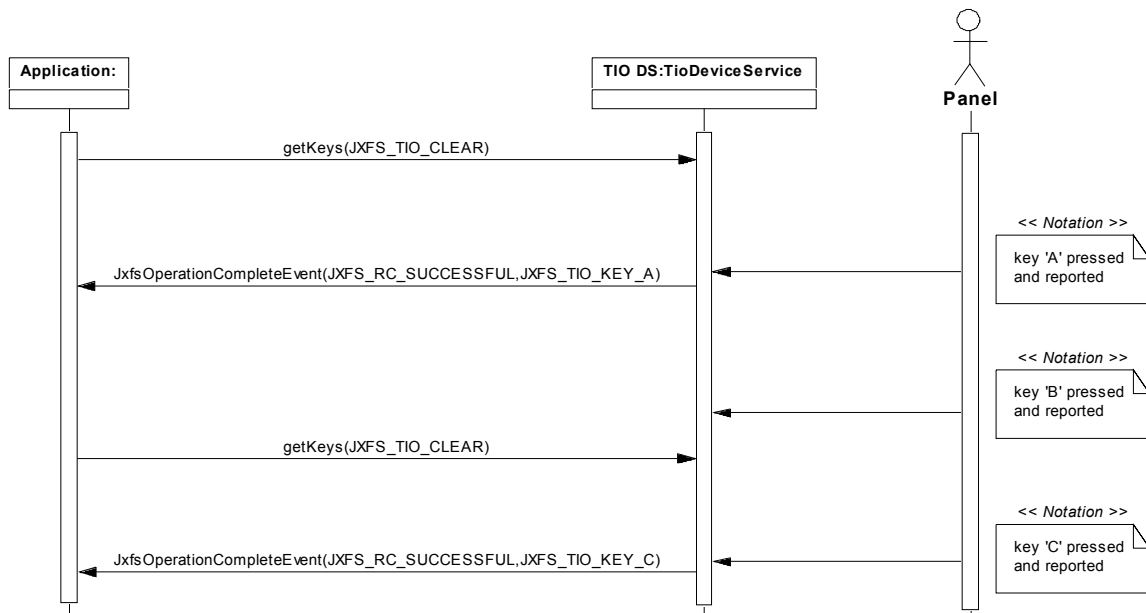 Application:
TIO DS:TioDeviceService
Panel
getKeys(JXFS_TIO_CLEAR)
<< Notation >>
key 'A' pressed
and reported
JxfsOperationCompleteEvent(JXFS_RC_SUCCESSFUL,JXFS_TIO_KEY_A)
<< Notation >>
key 'B' pressed
and reported
getKeys(JXFS_TIO_CLEAR)
<< Notation >>
key 'C' pressed
and reported
JxfsOperationCompleteEvent(JXFS_RC_SUCCESSFUL,JXFS_TIO_KEY_C)